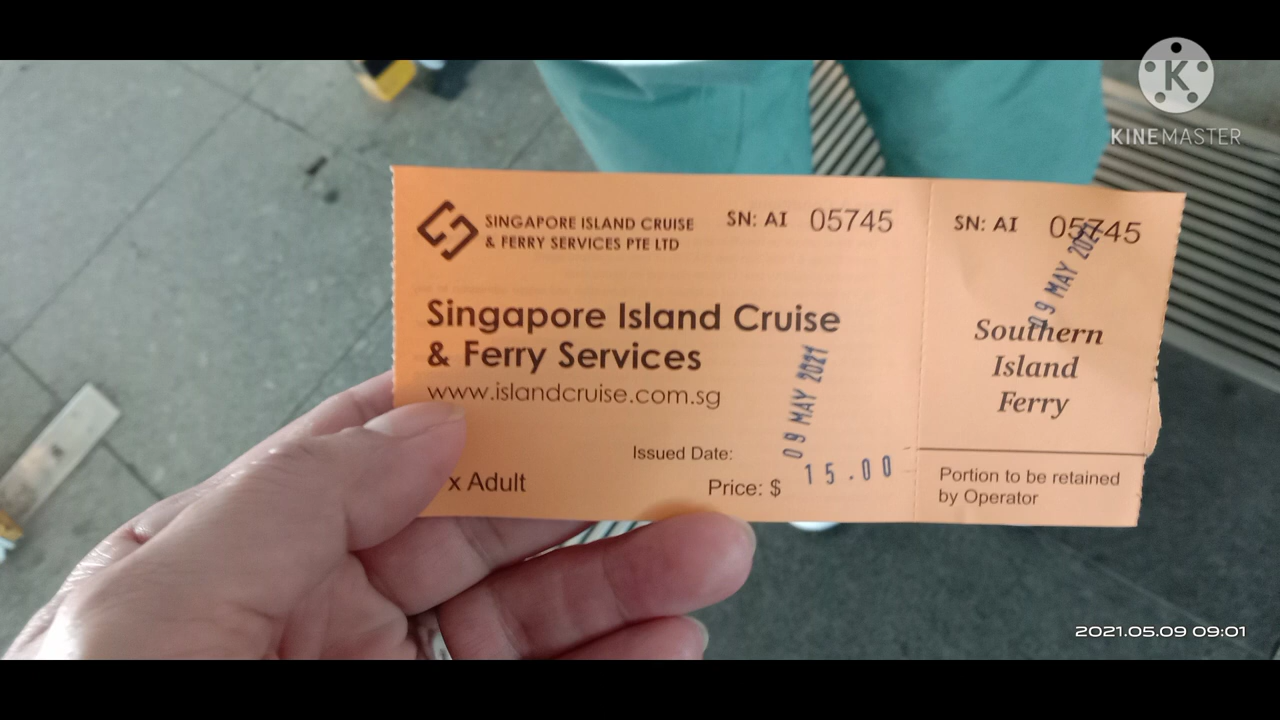 KINEMASTER
SINGAPORE ISLAND CRUISE
& FERRY SERVICES PTE LTD
SN: AI 05745
Singapore Island Cruise
& Ferry Services
www.islandcruise.com.sg
Issued Date: 09 MAY 2021
x Adult
Price: $ 15.00
SN: AI 05745
09 MAY 202
Southern
Island
Ferry
Portion to be retained
by Operator
2021.05.09 09:01